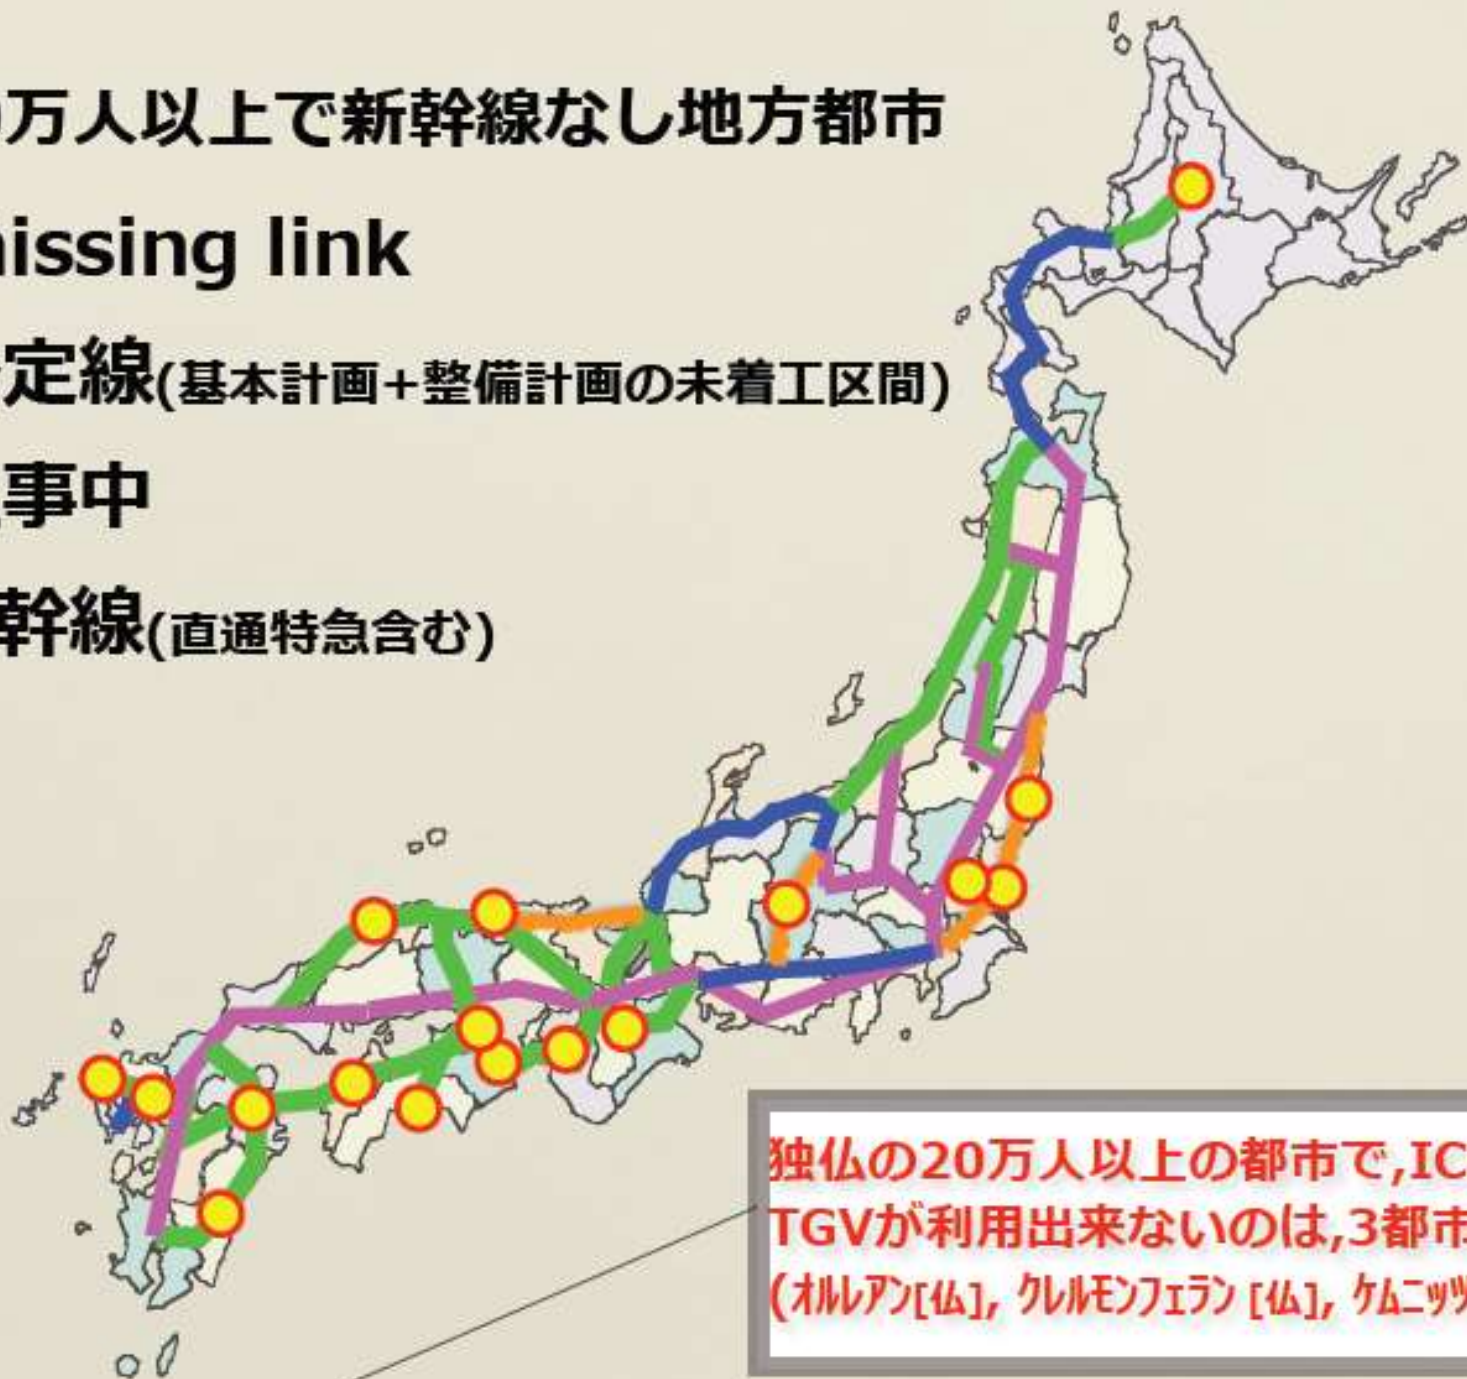 万人以上で新幹線なし地方都市
issing link
定線(基本計画+整備計画の未着工区間)
事中
幹線(直通特急含む)
独仏の20万人以上の都市で,IC
TGVが利用出来ないのは,3都市
(ｵﾙﾚｱﾝ[仏], ｸﾚﾙﾓﾝﾌｪﾗﾝ [仏], ｹﾑﾆｯﾂ